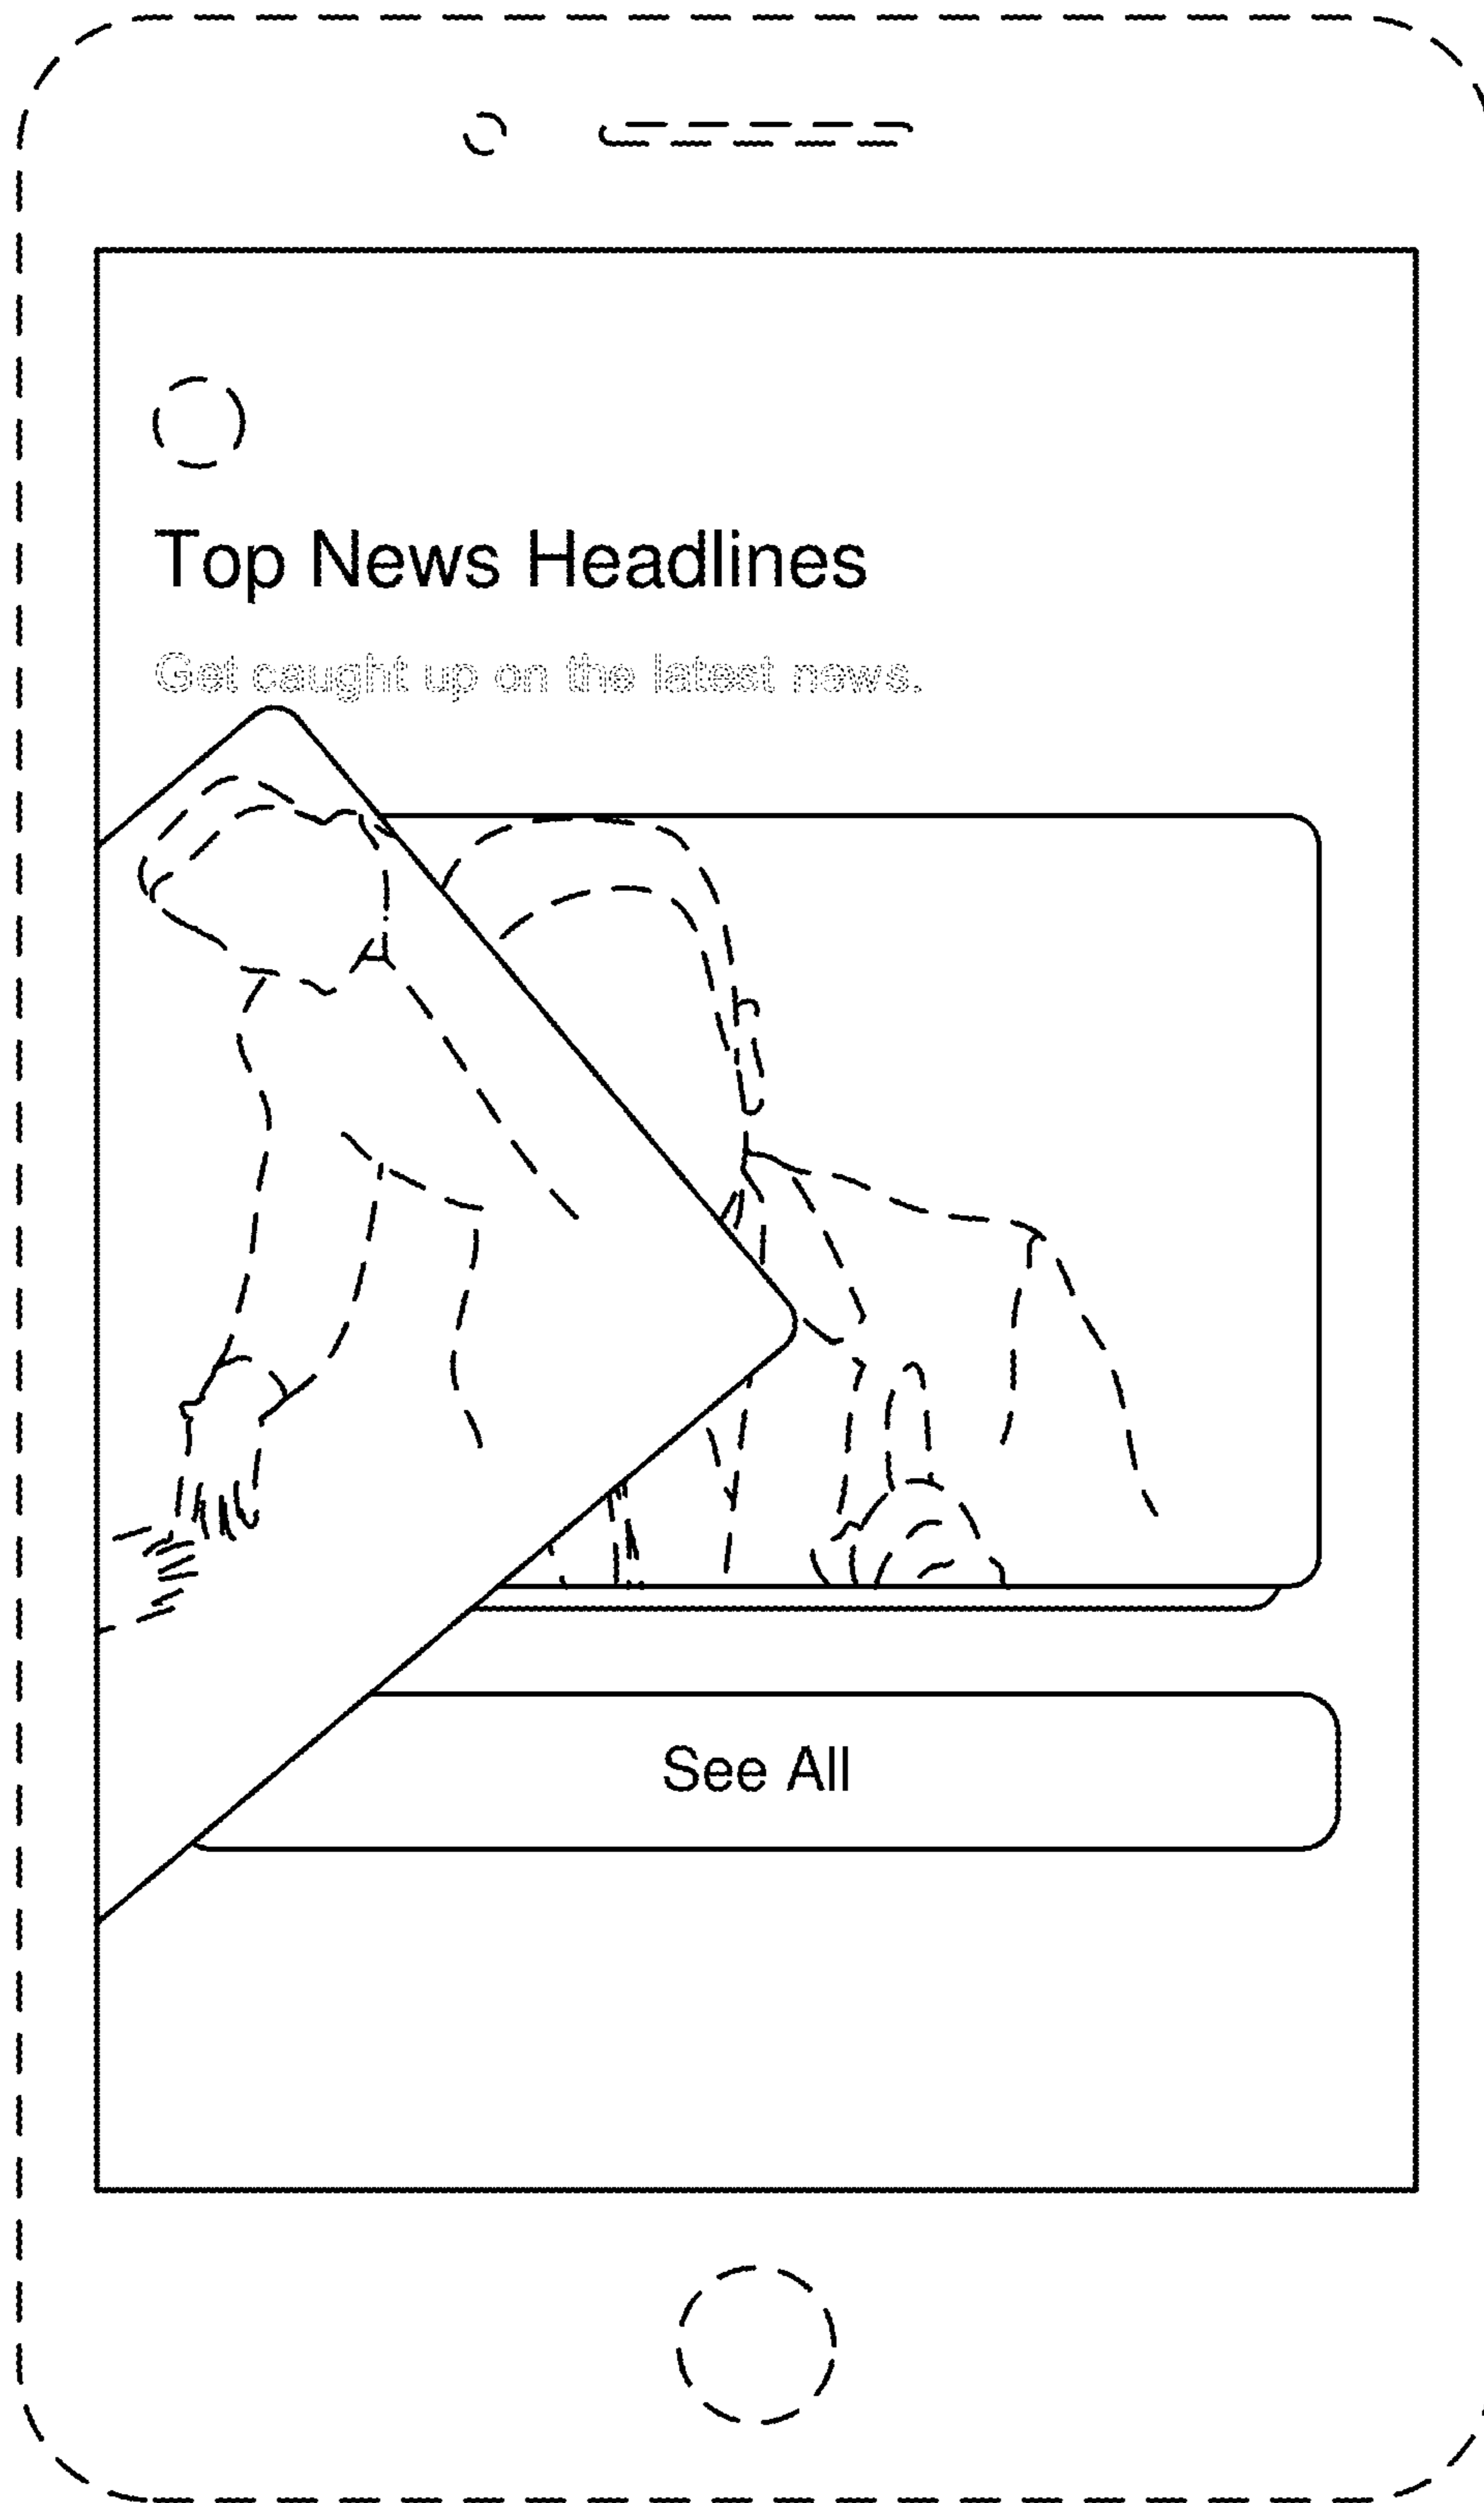 Top News Headlines
Get caught up on the latest news.
See All